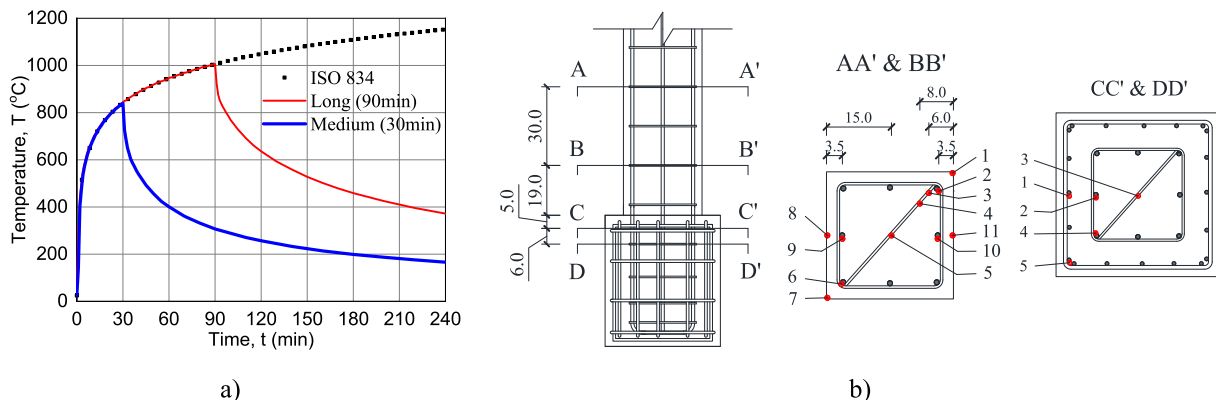 a)
1200
1000
800
600
400
200
0
Temperature, T (°C)
0 30 60 90 120 150 180 210 240
Time, t (min)
ISO 834
Long (90min)
Medium (30min)
b)
A A'
30.0
B B'
19.0
5.0
C C'
6.0
D D'
AA' & BB'
8.0
15.0 6.0
3.5 3.5
1
2
3
4
8
11
9
10
5
6
7
CC' & DD'
3
1
2
4
5